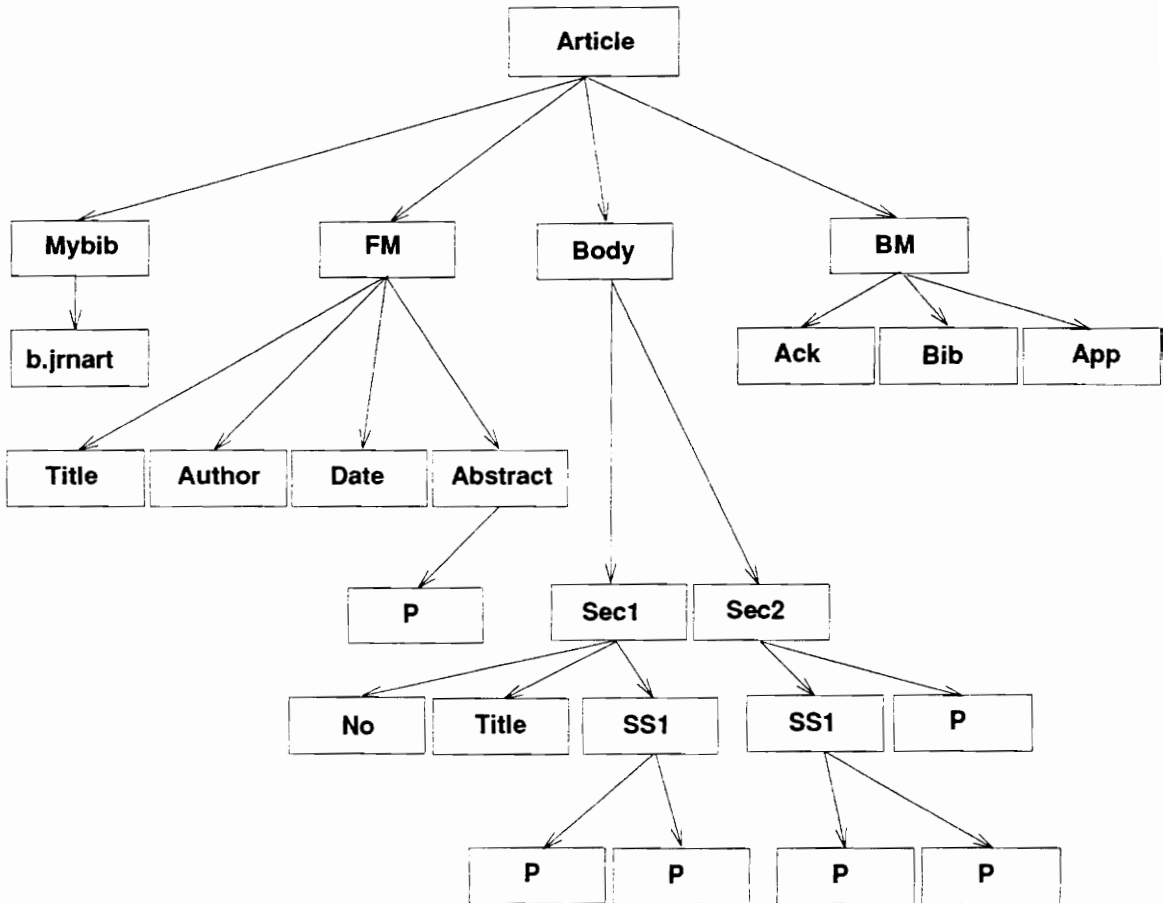 Article
Mybib
FM
Body
BM
b.jrnart
Ack
Bib
App
Title
Author
Date
Abstract
P
Sec1
Sec2
No
Title
SS1
SS1
P
P
P
P
P